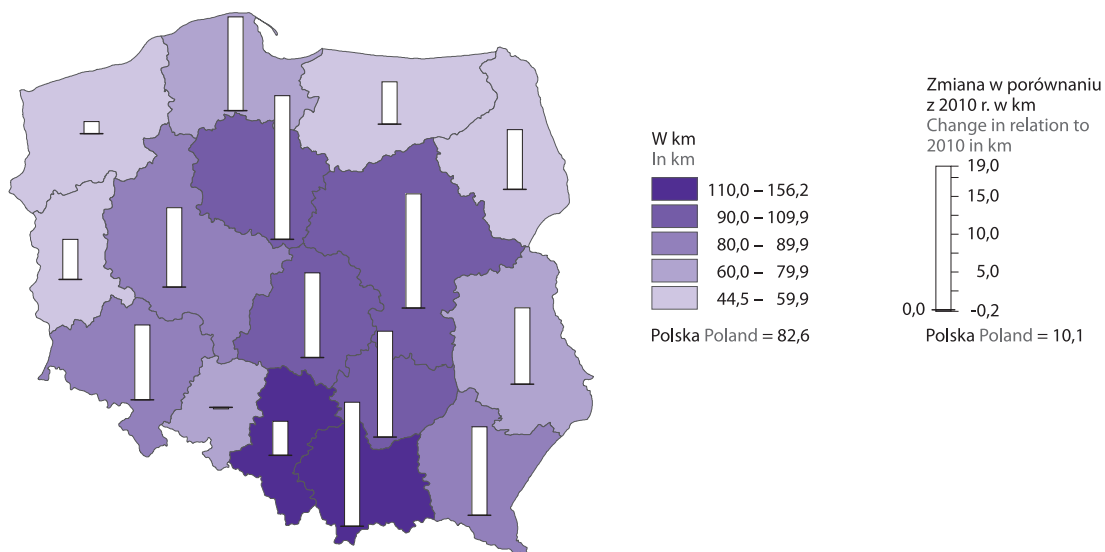 W km
In km
110,0 – 156,2
90,0 – 109,9
80,0 – 89,9
60,0 – 79,9
44,5 – 59,9
Polska Poland = 82,6
Zmiana w porównaniu
z 2010 r. w km
Change in relation to
2010 in km
19,0
15,0
10,0
5,0
0,0 -0,2
Polska Poland = 10,1